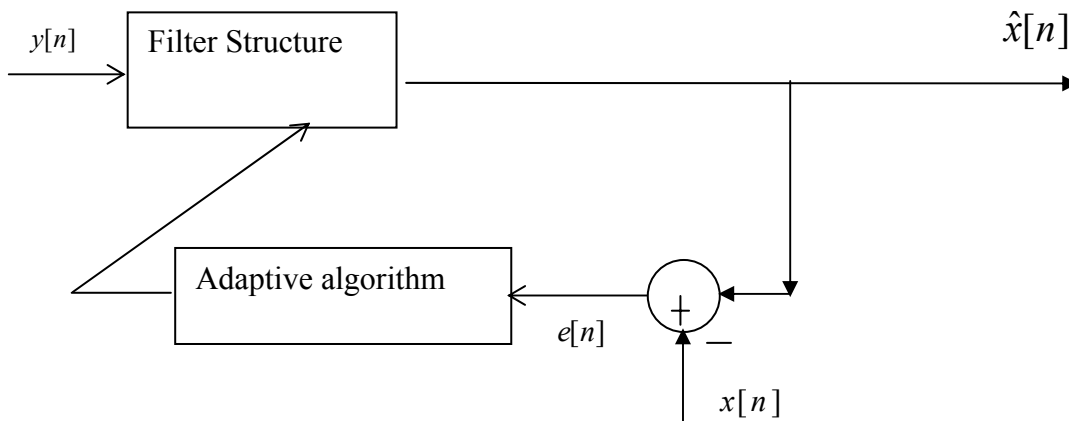 y[n]
Filter Structure
x̂[n]
Adaptive algorithm
e[n]
+
−
x[n]